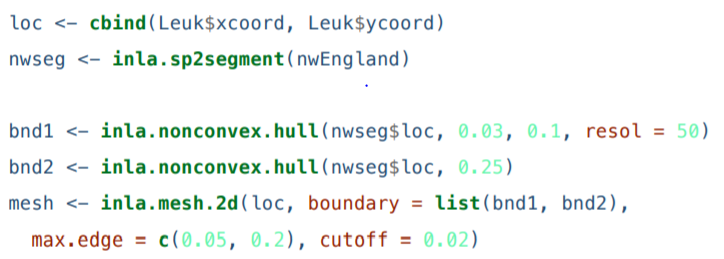 loc <- cbind(Leuk$xcoord, Leuk$ycoord)
nwseg <- inla.sp2segment(nwEngland)
bnd1 <- inla.nonconvex.hull(nwseg$loc, 0.03, 0.1, resol = 50)
bnd2 <- inla.nonconvex.hull(nwseg$loc, 0.25)
mesh <- inla.mesh.2d(loc, boundary = list(bnd1, bnd2),
  max.edge = c(0.05, 0.2), cutoff = 0.02)